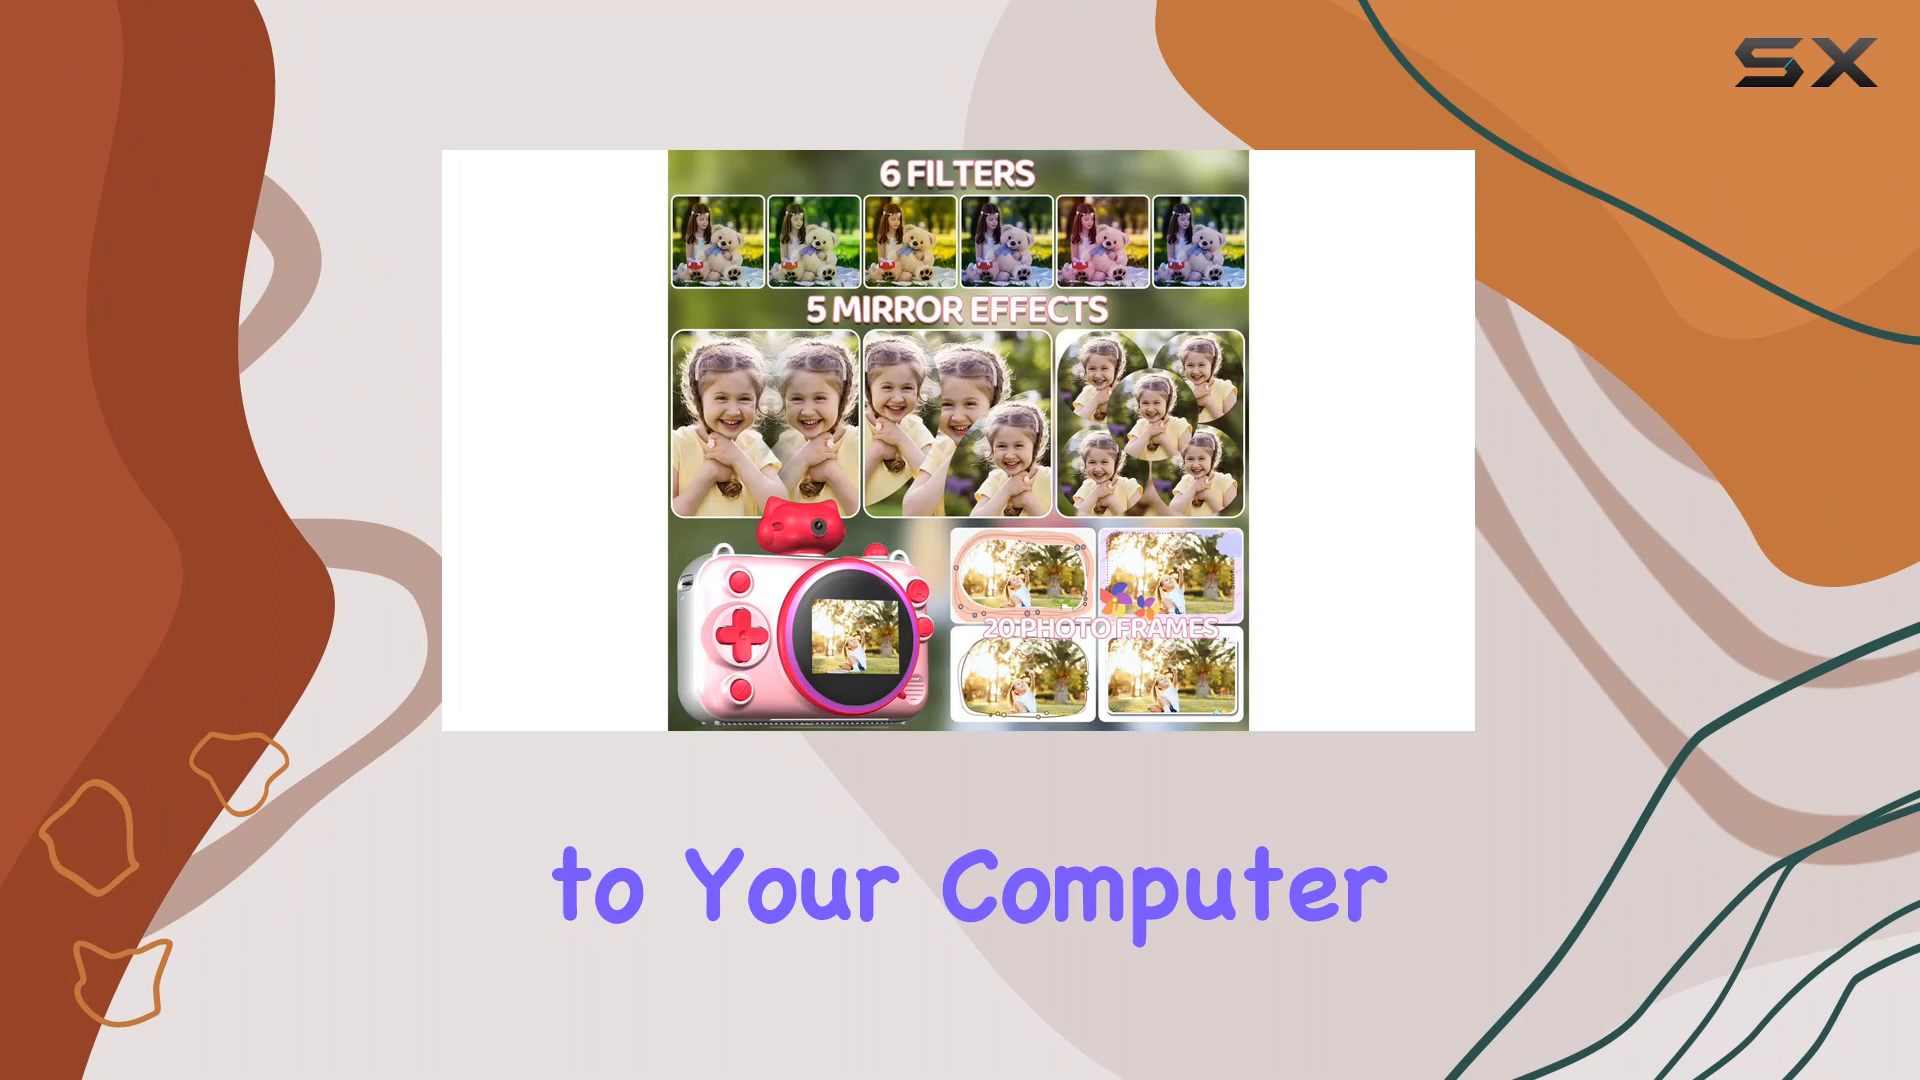 SX
6 FILTERS
5 MIRROR EFFECTS
20 PHOTO FRAMES
to Your Computer